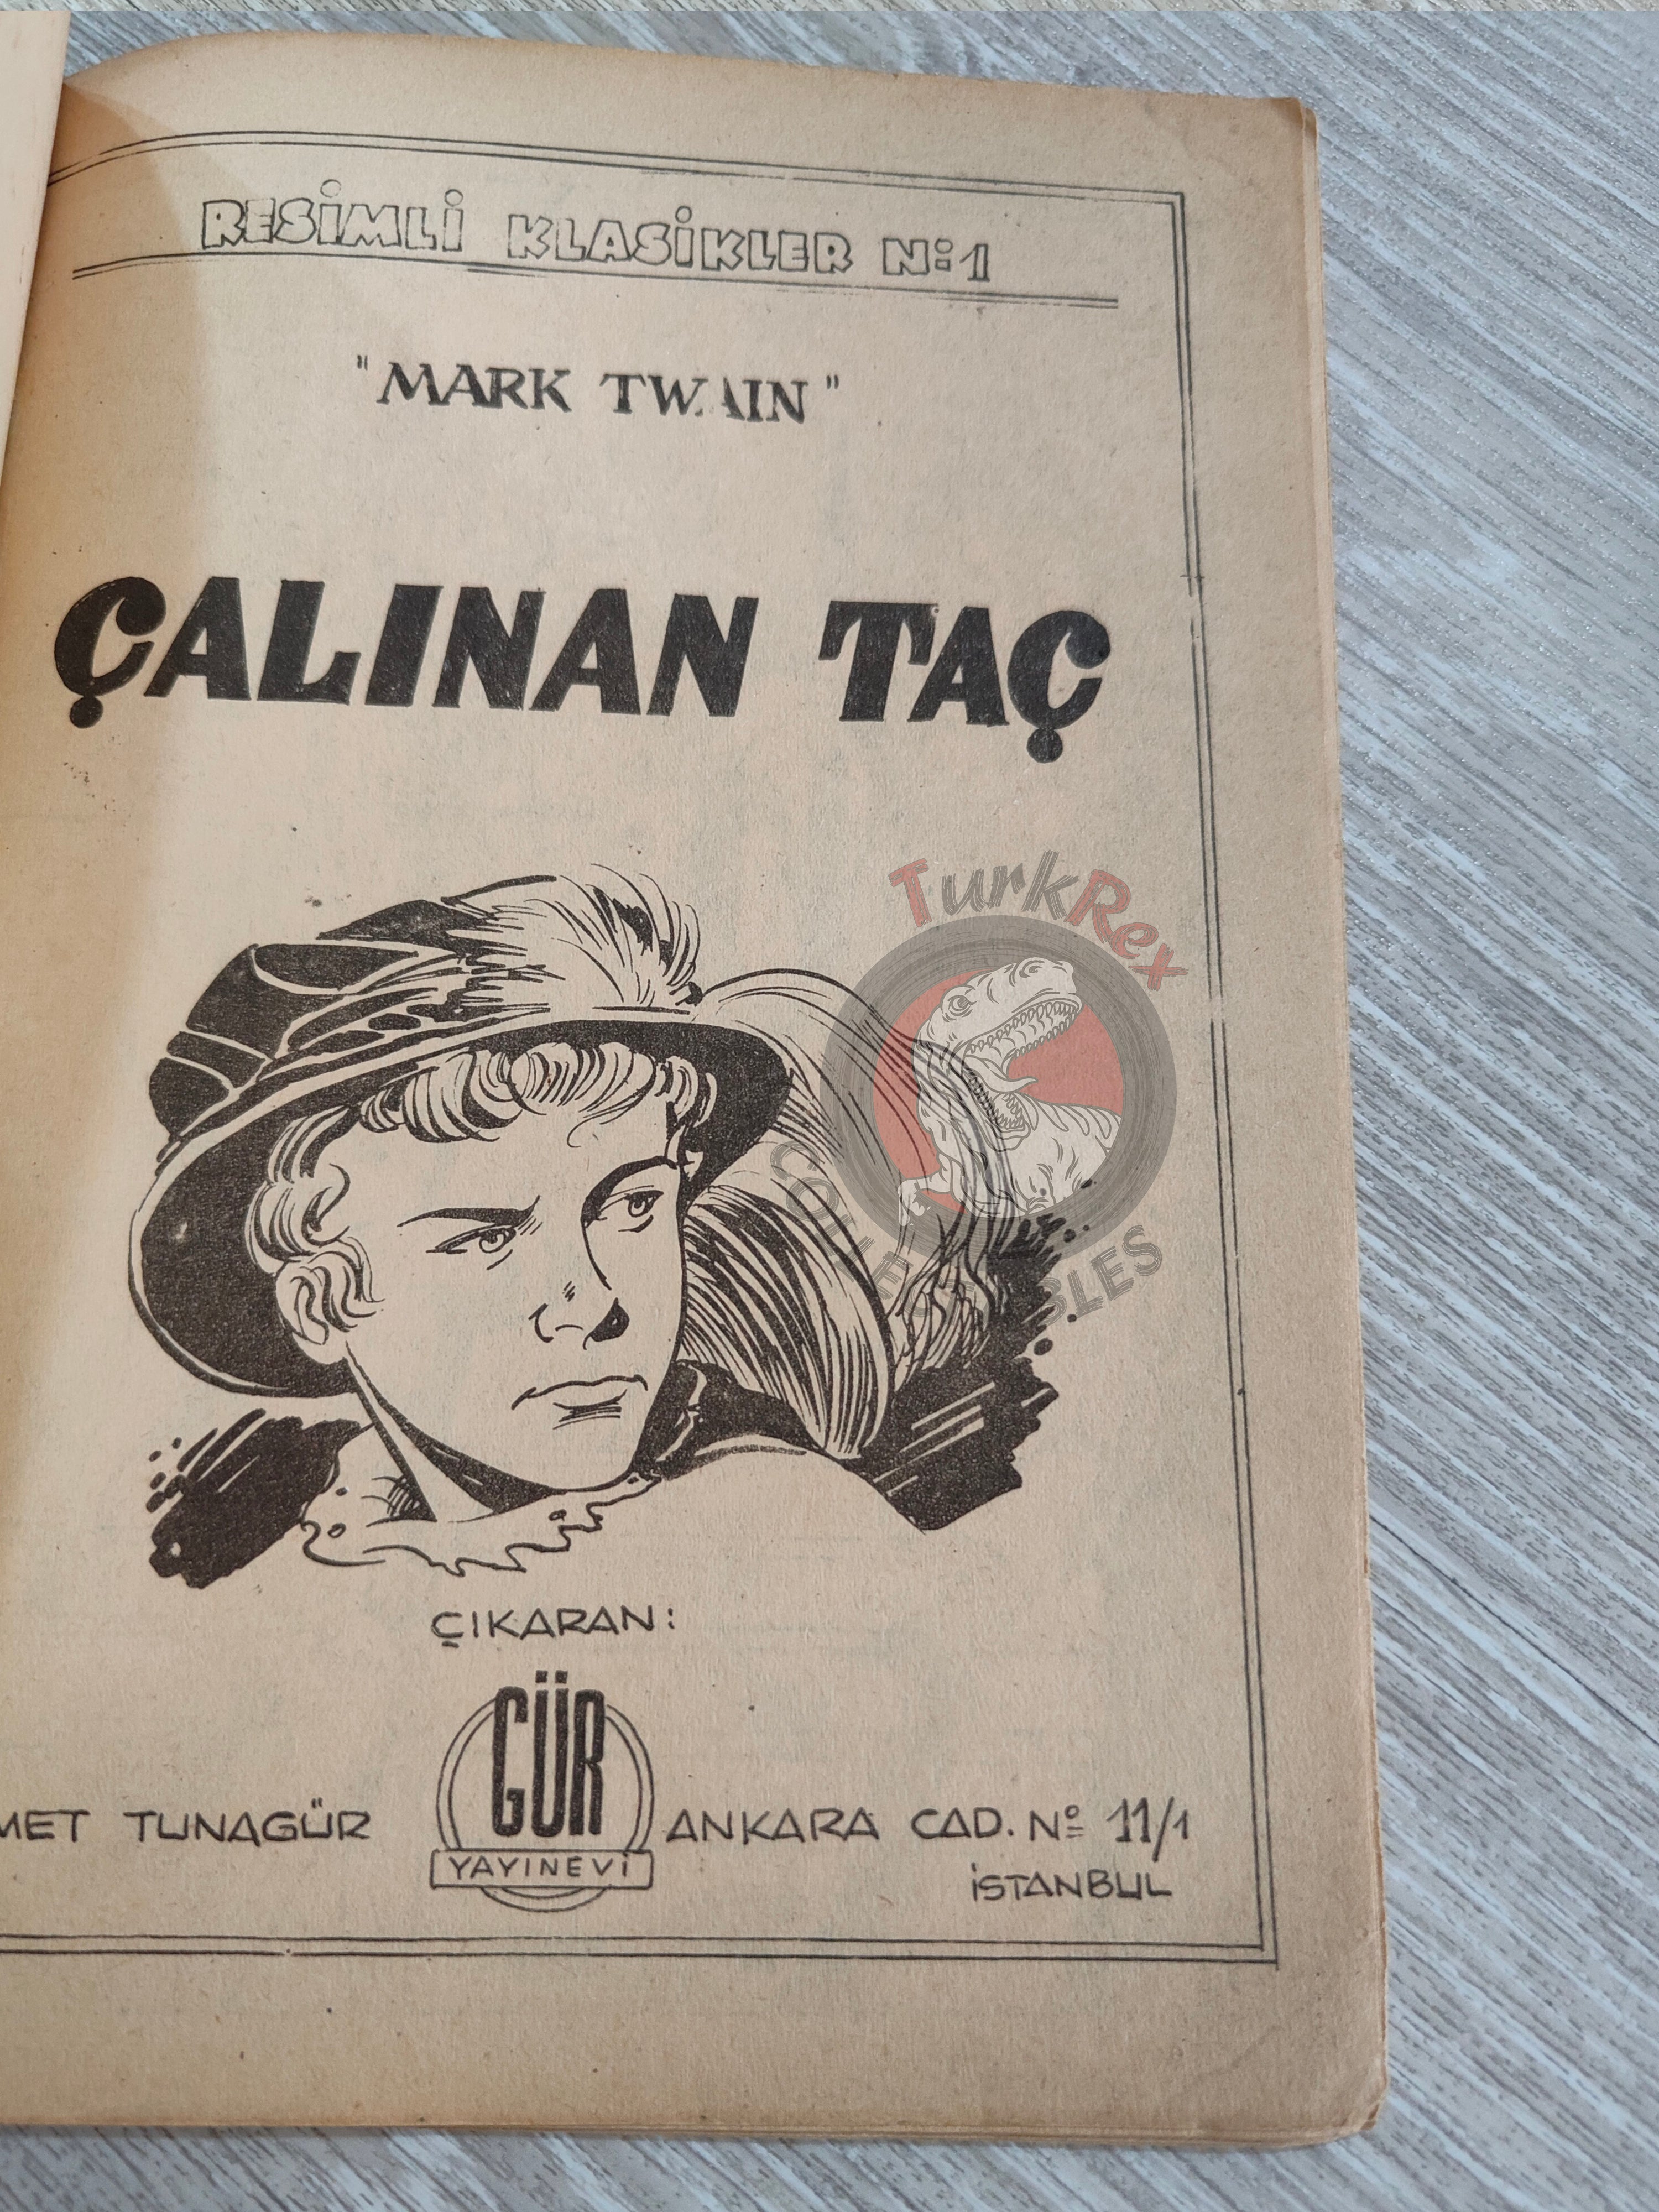 RESİMLİ KLASİKLER N:1
"MARK TWAIN"
ÇALINAN TAÇ
TurkRex
COLLECTIBLES
ÇIKARAN:
GÜR
YAYINEVİ
TUNAGÜR
ANKARA CAD. Nº 11/1
İSTANBUL